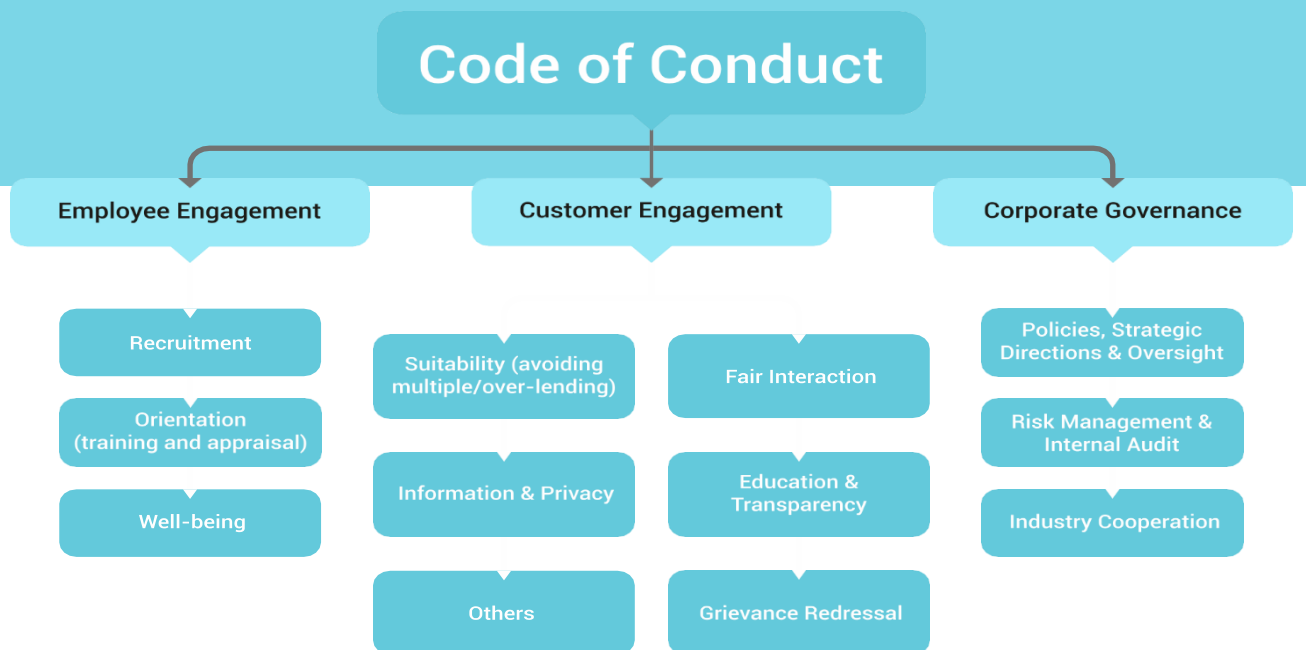 Code of Conduct
Employee Engagement
Customer Engagement
Corporate Governance
Recruitment
Orientation
(training and appraisal)
Well-being
Suitability (avoiding
multiple/over-lending)
Information & Privacy
Others
Fair Interaction
Education &
Transparency
Grievance Redressal
Policies, Strategic
Directions & Oversight
Risk Management &
Internal Audit
Industry Cooperation